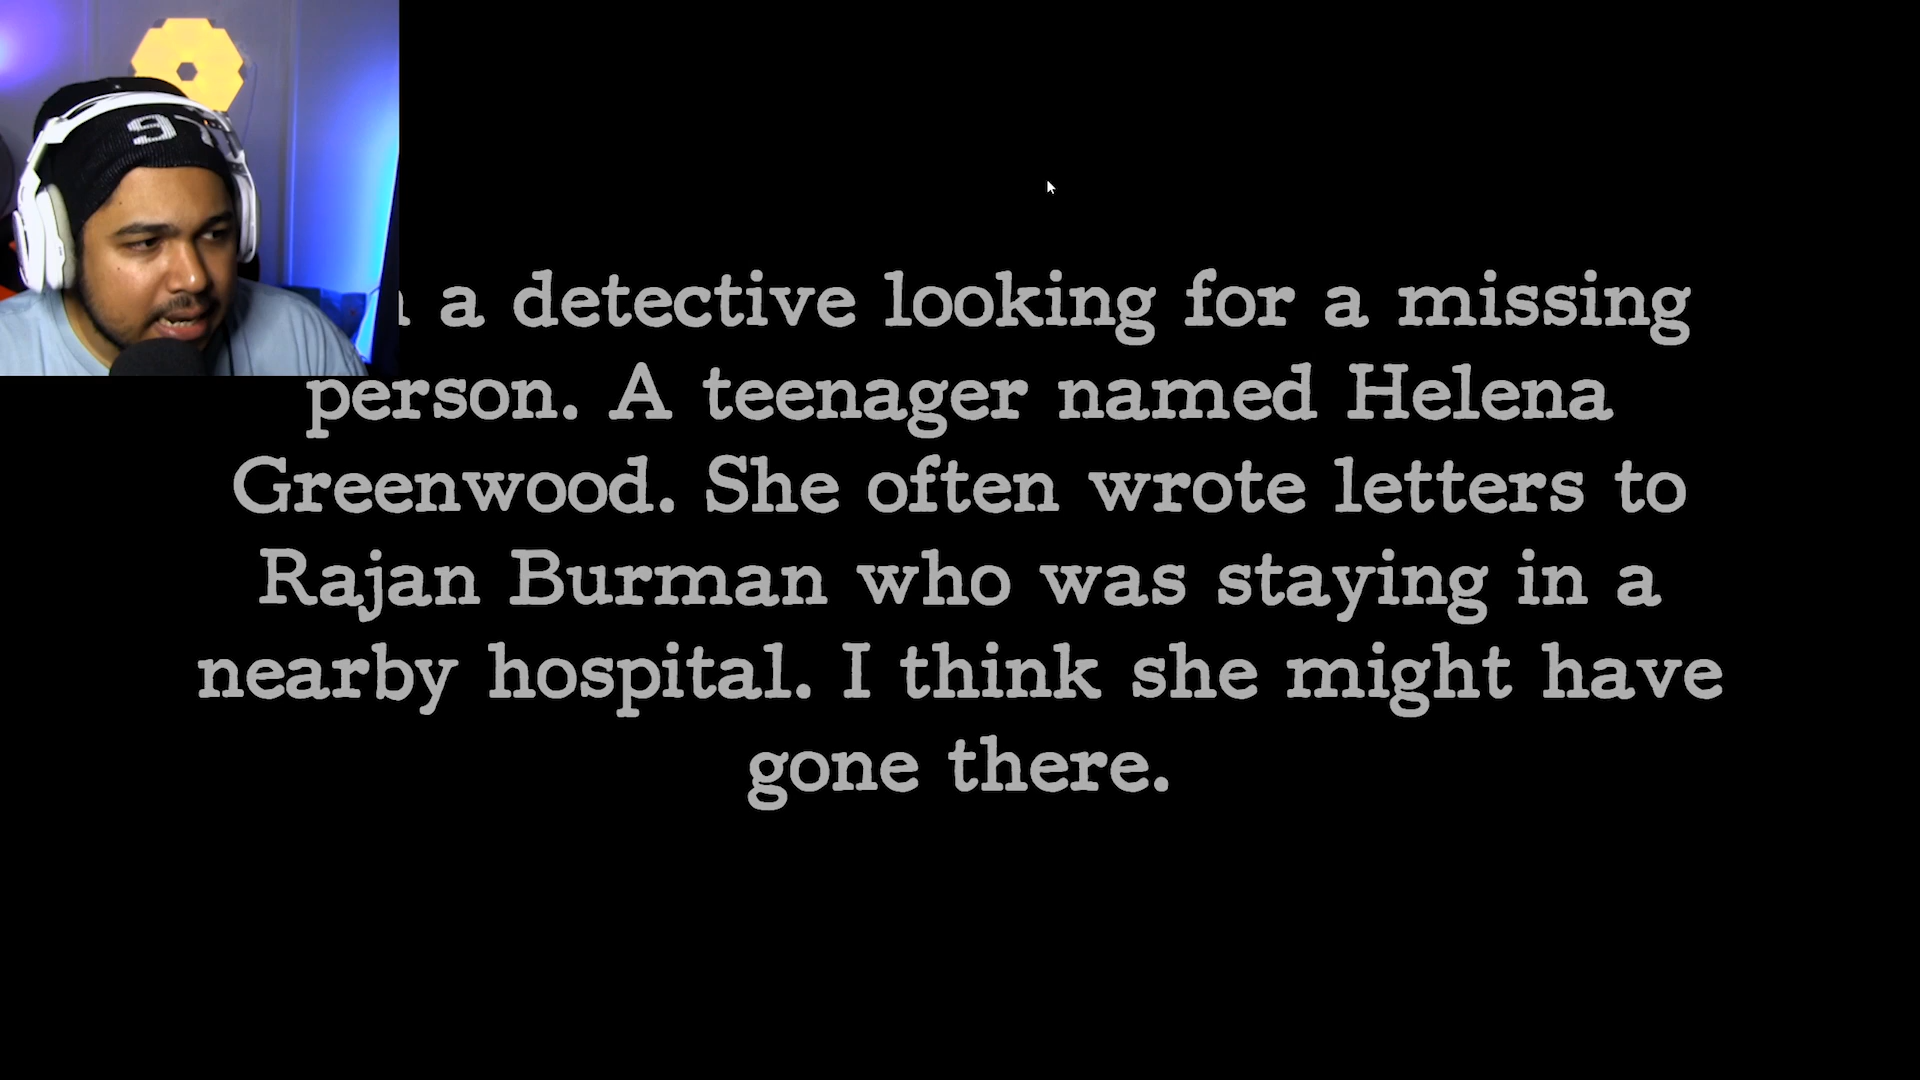 97
a detective looking for a missing
person. A teenager named Helena
Greenwood. She often wrote letters to
Rajan Burman who was staying in a
nearby hospital. I think she might have
gone there.